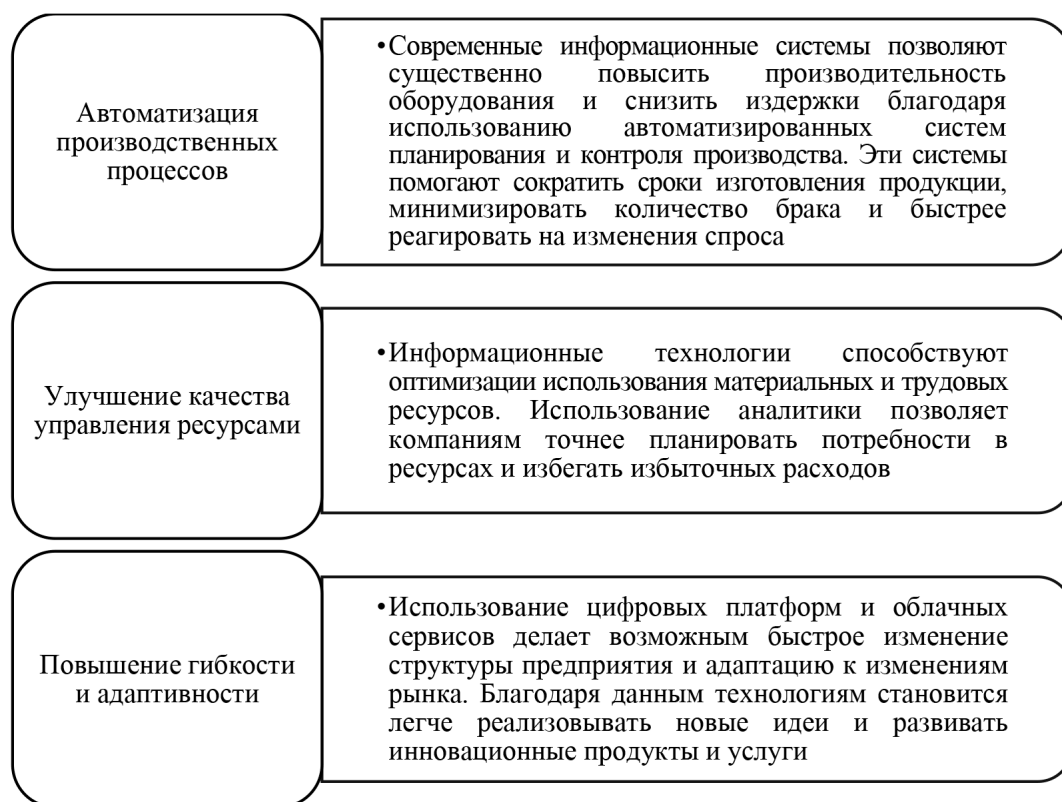 Автоматизация
производственных
процессов
•Современные информационные системы позволяют
существенно повысить производительность
оборудования и снизить издержки благодаря
использованию автоматизированных систем
планирования и контроля производства. Эти системы
помогают сократить сроки изготовления продукции,
минимизировать количество брака и быстрее
реагировать на изменения спроса
Улучшение качества
управления ресурсами
•Информационные технологии способствуют
оптимизации использования материальных и трудовых
ресурсов. Использование аналитики позволяет
компаниям точнее планировать потребности в
ресурсах и избегать избыточных расходов
Повышение гибкости
и адаптивности
•Использование цифровых платформ и облачных
сервисов делает возможным быстрое изменение
структуры предприятия и адаптацию к изменениям
рынка. Благодаря данным технологиям становится
легче реализовывать новые идеи и развивать
инновационные продукты и услуги